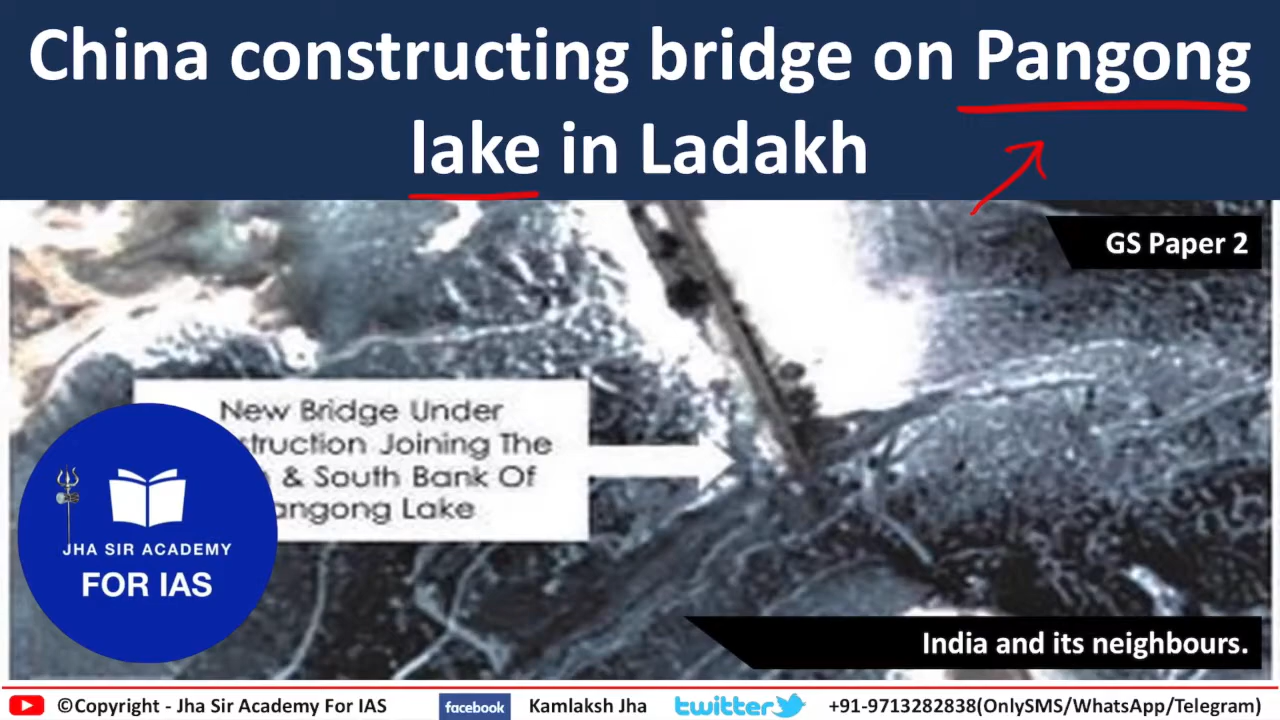 China constructing bridge on Pangong
lake in Ladakh
GS Paper 2
New Bridge Under
struction Joining The
& South Bank Of
angong Lake
JHA SIR ACADEMY
FOR IAS
India and its neighbours.
©Copyright - Jha Sir Academy For IAS
facebook
Kamlaksh Jha
twitter
+91-9713282838(OnlySMS/WhatsApp/Telegram)